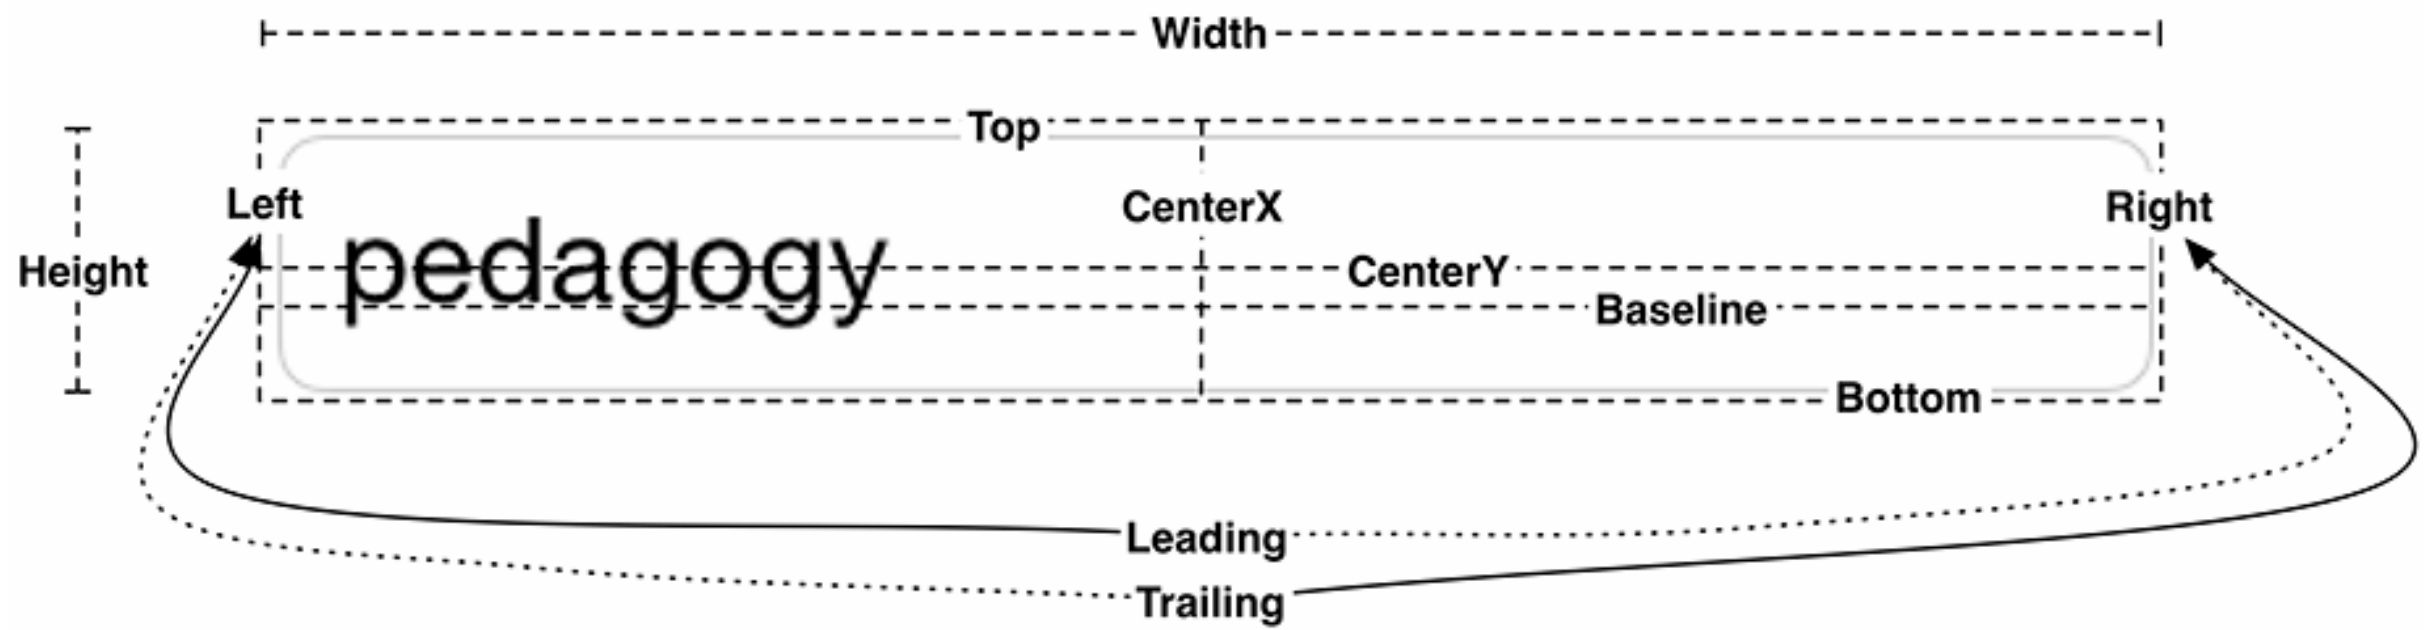 Width
Top
Left
CenterX
Right
pedagogy
Height
CenterY
Baseline
Bottom
Leading
Trailing